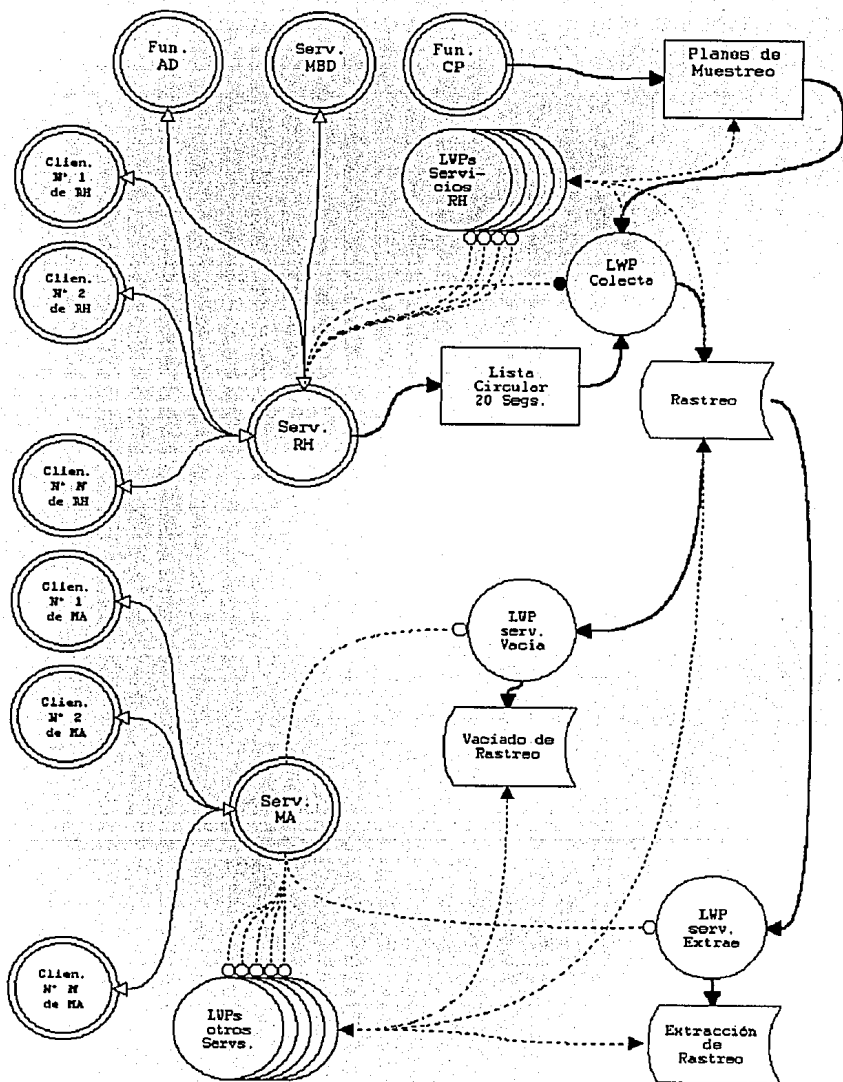 Fun.
AD
Serv.
MBD
Fun.
CP
Planes de
Muestreo
Clien.
Nº 1
de RH
LWPs
Servi-
cios
RH
Clien.
Nº 2
de RH
LWP
Colecta
Lista
Circular
20 Segs.
Rastreo
Serv.
RH
Clien.
Nº N
de RH
Clien.
Nº 1
de MA
LWP
serv.
Vacía
Clien.
Nº 2
de MA
Vaciado de
Rastreo
Serv.
MA
LWP
serv.
Extrae
Clien.
Nº N
de MA
LWPs
otros
Servs.
Extracción
de
Rastreo